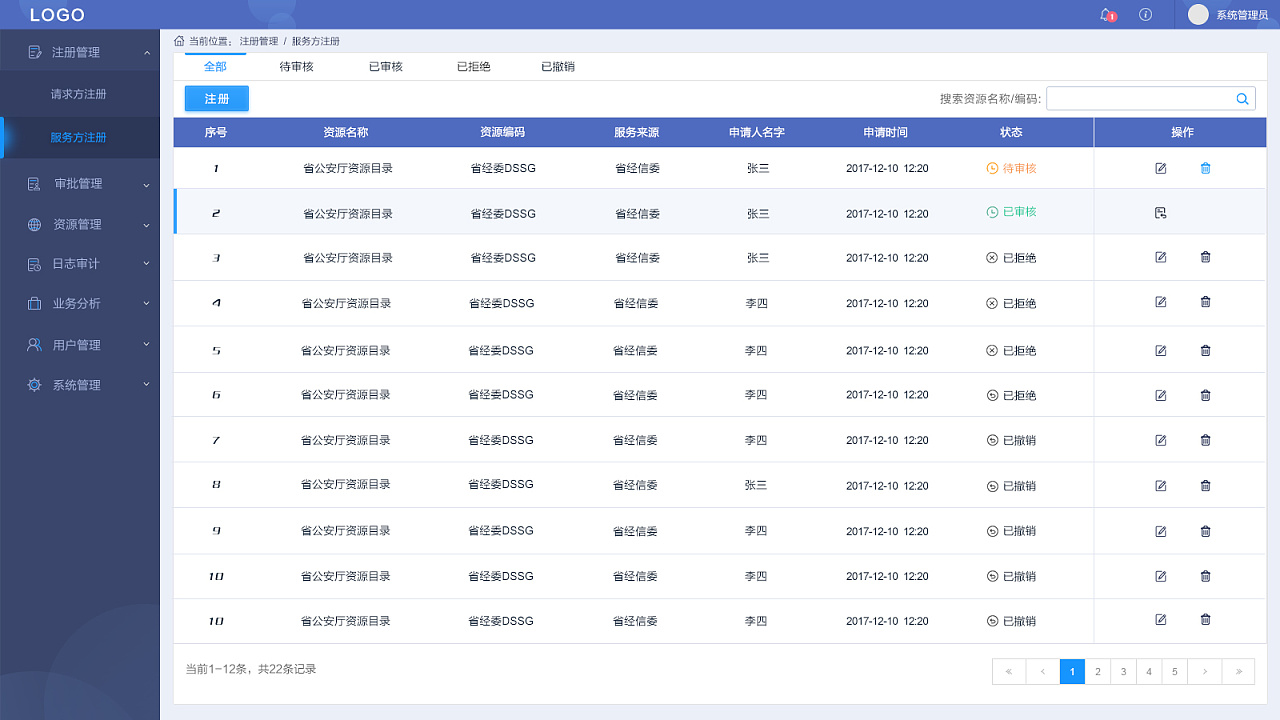 LOGO
1
系统管理员
注册管理
请求方注册
服务方注册
审批管理
资源管理
日志审计
业务分析
用户管理
系统管理
当前位置： 注册管理 / 服务方注册
全部 待审核 已审核 已拒绝 已撤销
注册 搜索资源名称/编码:
序号 资源名称 资源编码 服务来源 申请人名字 申请时间 状态 操作
1 省公安厅资源目录 省经委DSSG 省经信委 张三 2017-12-10 12:20 待审核
2 省公安厅资源目录 省经委DSSG 省经信委 张三 2017-12-10 12:20 已审核
3 省公安厅资源目录 省经委DSSG 省经信委 张三 2017-12-10 12:20 已拒绝
4 省公安厅资源目录 省经委DSSG 省经信委 李四 2017-12-10 12:20 已拒绝
5 省公安厅资源目录 省经委DSSG 省经信委 李四 2017-12-10 12:20 已拒绝
6 省公安厅资源目录 省经委DSSG 省经信委 李四 2017-12-10 12:20 已拒绝
7 省公安厅资源目录 省经委DSSG 省经信委 李四 2017-12-10 12:20 已撤销
8 省公安厅资源目录 省经委DSSG 省经信委 张三 2017-12-10 12:20 已撤销
9 省公安厅资源目录 省经委DSSG 省经信委 李四 2017-12-10 12:20 已撤销
10 省公安厅资源目录 省经委DSSG 省经信委 李四 2017-12-10 12:20 已撤销
10 省公安厅资源目录 省经委DSSG 省经信委 李四 2017-12-10 12:20 已撤销
当前1-12条，共22条记录
« ‹ 1 2 3 4 5 › »